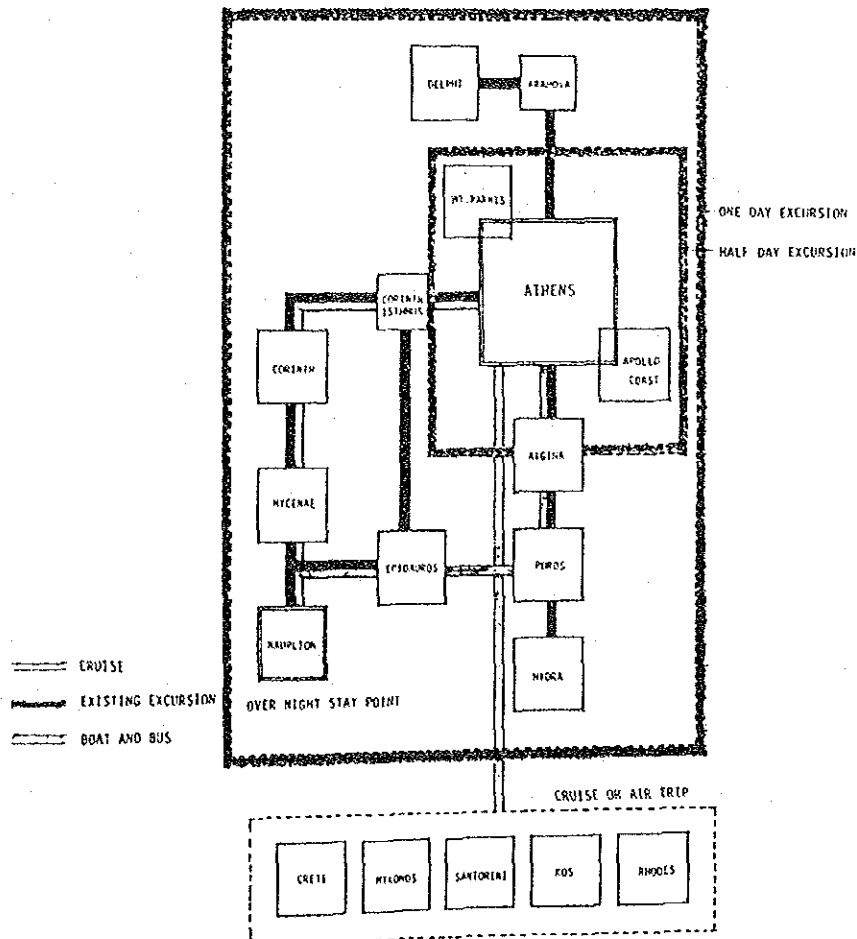 DELPHI
ARAHOVA
MT.PARNIS
ONE DAY EXCURSION
HALF DAY EXCURSION
ATHENS
CORINTH
ISTHMUS
CORINTH
APOLLO
COAST
AEGINA
MYCENAE
EPIDAUROS
POROS
NAUPLION
HYDRA
CRUISE
EXISTING EXCURSION
OVER NIGHT STAY POINT
BOAT AND BUS
CRUISE OR AIR TRIP
CRETE
MYKONOS
SANTORINI
KOS
RHODES